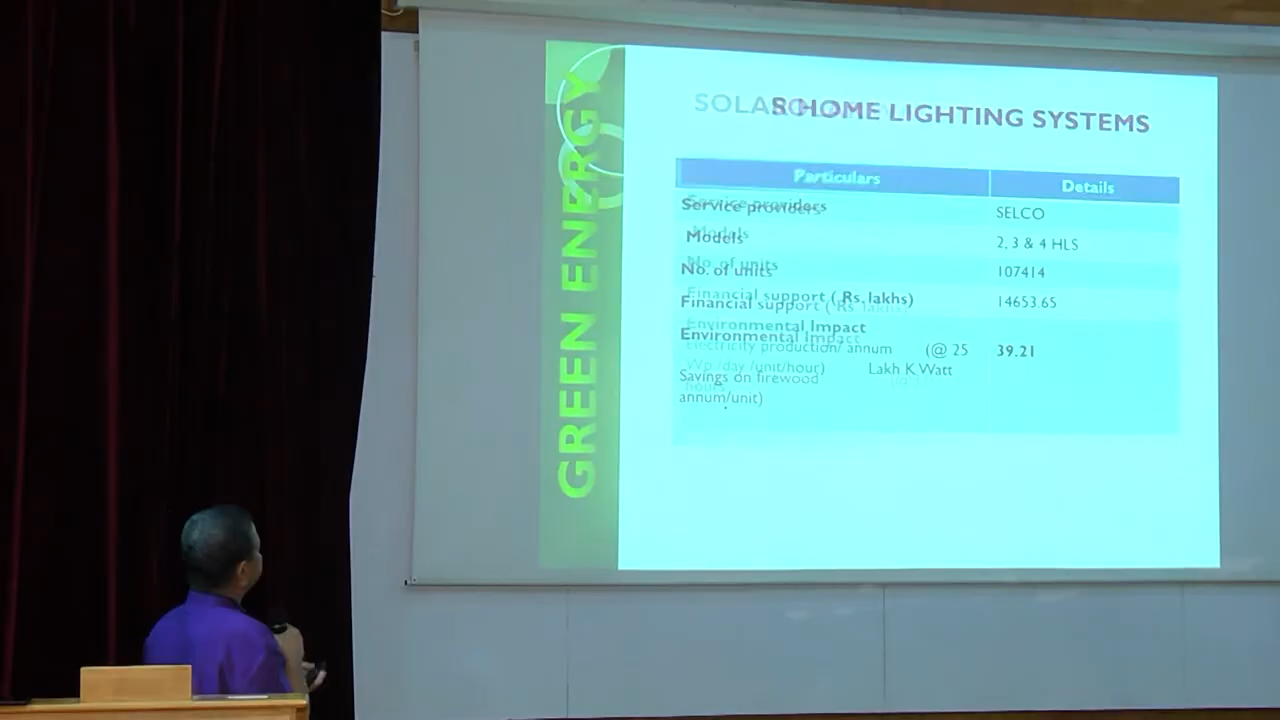 GREEN ENERGY
SOLAR HOME LIGHTING SYSTEMS
Particulars Details
Service providers SELCO
Models 2, 3 & 4 HLS
No. of units 107414
Financial support ( Rs. lakhs) 14653.65
Environmental Impact
Electricity production/ annum (@ 25 39.21
Wp /day /unit/hour) Lakh K Watt
hours
Savings on firewood
annum/unit)